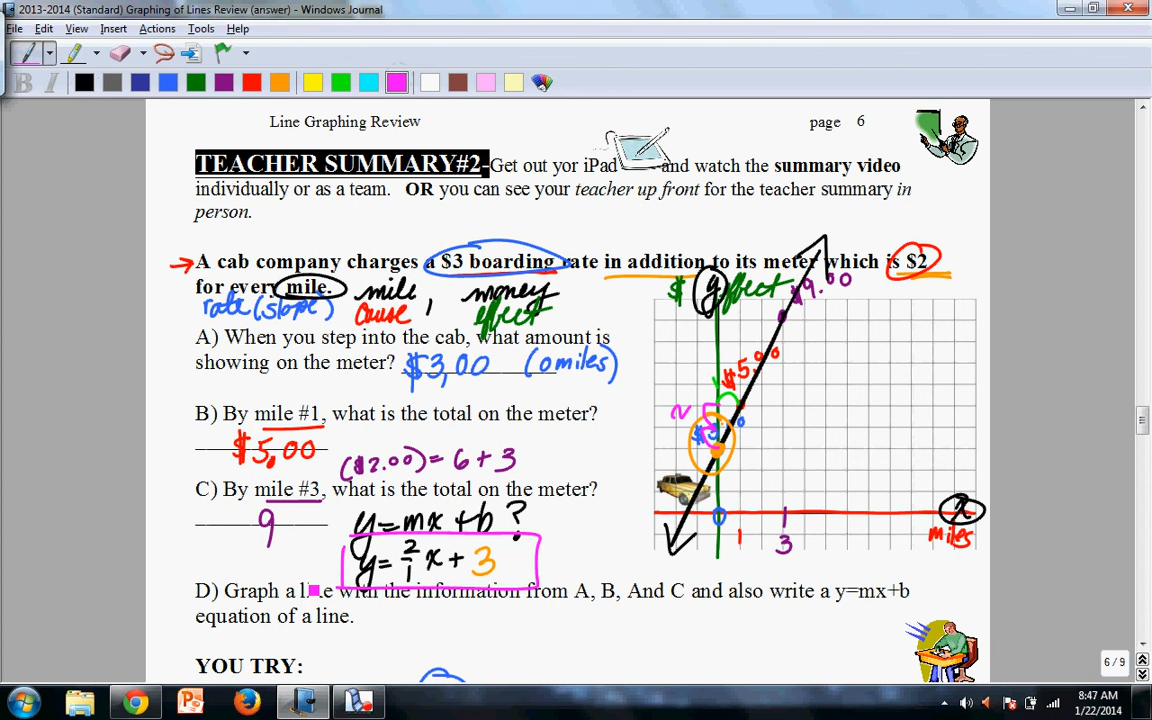 2013-2014 (Standard) Graphing of Lines Review (answer) - Windows Journal
File Edit View Insert Actions Tools Help
B I
Line Graphing Review page 6
TEACHER SUMMARY#2-Get out yor iPad and watch the summary video
individually or as a team. OR you can see your teacher up front for the teacher summary in
person.
A cab company charges a $3 boarding rate in addition to its meter which is $2
for every mile. mile, money $ y effect $9.00
rate (slope) cause effect
A) When you step into the cab, what amount is
showing on the meter? $3,00 (0 miles)
$5.00
B) By mile #1, what is the total on the meter?
2
$5.00
($2.00) = 6 + 3
C) By mile #3, what is the total on the meter?
9 y=mx+b?
x
miles
0 1 3
y=2/1x+3
D) Graph a line with the information from A, B, And C and also write a y=mx+b
equation of a line.
YOU TRY:
6 / 9
8:47 AM
1/22/2014